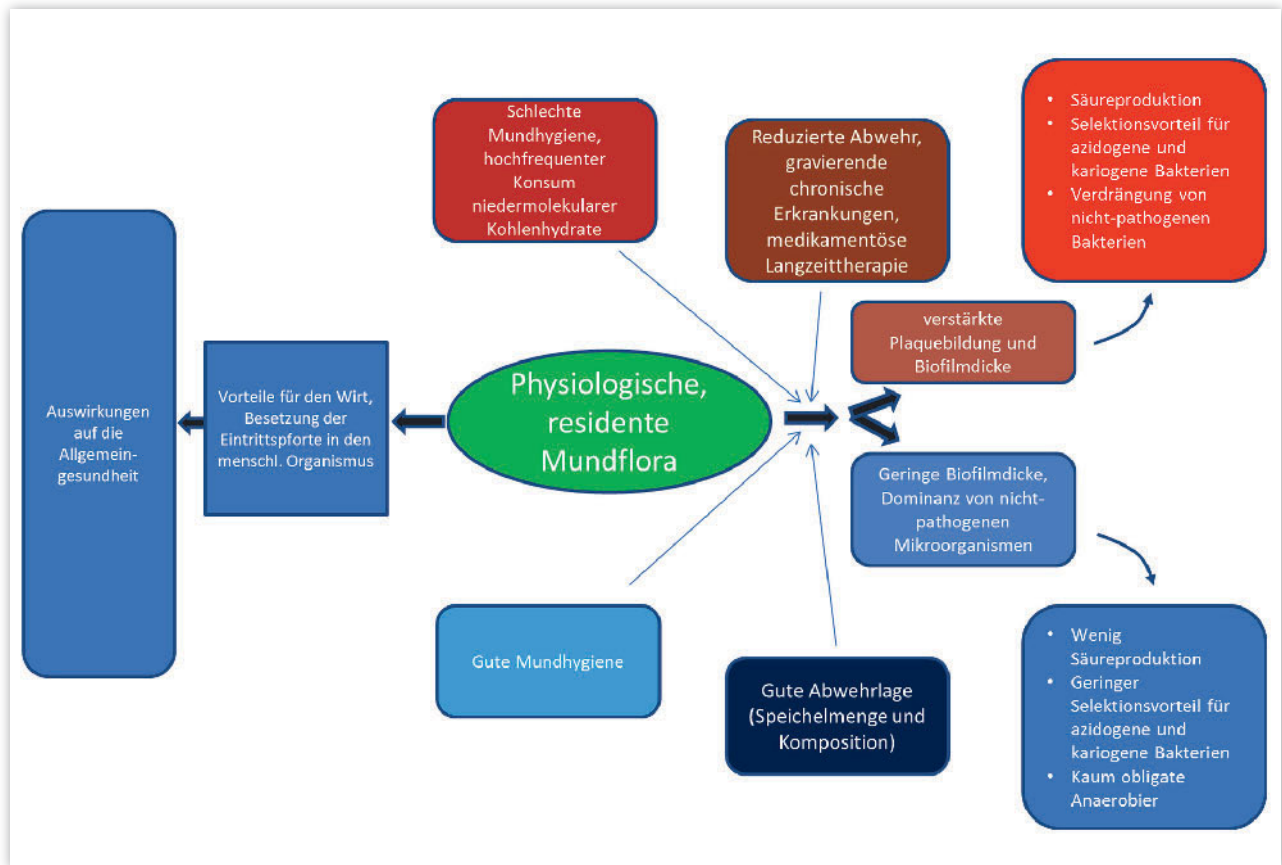 Schlechte
Mundhygiene,
hochfrequenter
Konsum
niedermolekularer
Kohlenhydrate
Reduzierte Abwehr,
gravierende
chronische
Erkrankungen,
medikamentöse
Langzeittherapie
• Säureproduktion
• Selektionsvorteil für
azidogene und
kariogene Bakterien
• Verdrängung von
nicht-pathogenen
Bakterien
verstärkte
Plaquebildung und
Biofilmdicke
Auswirkungen
auf die
Allgemein-
gesundheit
Vorteile für den Wirt,
Besetzung der
Eintrittspforte in den
menschl. Organismus
Physiologische,
residente
Mundflora
Geringe Biofilmdicke,
Dominanz von nicht-
pathogenen
Mikroorganismen
Gute Mundhygiene
Gute Abwehrlage
(Speichelmenge und
Komposition)
• Wenig
Säureproduktion
• Geringer
Selektionsvorteil für
azidogene und
kariogene Bakterien
• Kaum obligate
Anaerobier